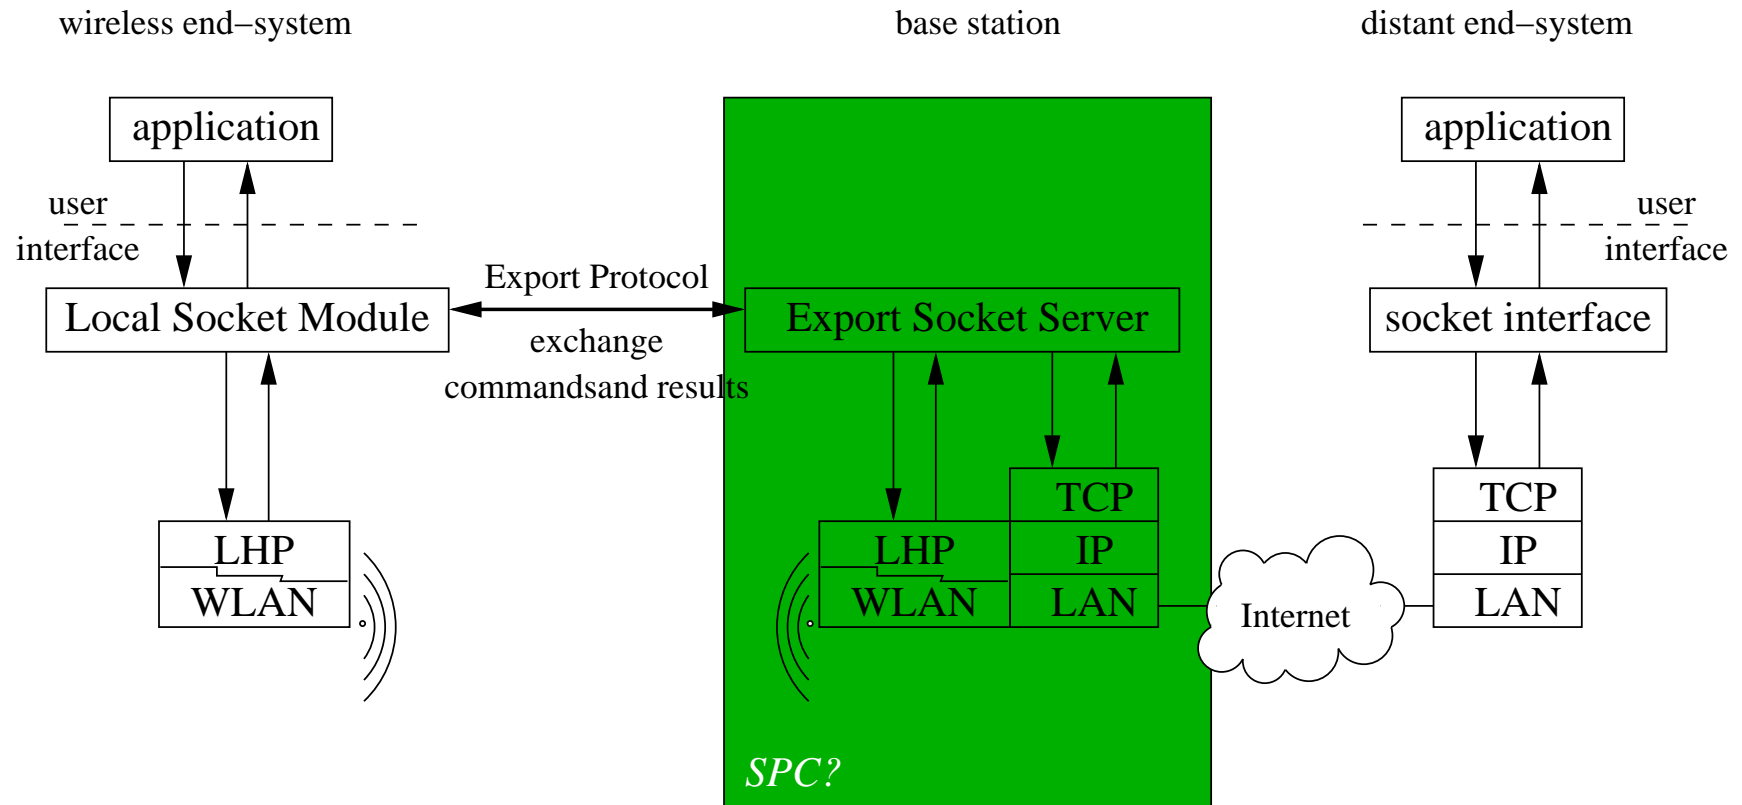 wireless end−system
base station
distant end−system
application
application
user
interface
user
interface
Export Protocol
Local Socket Module
Export Socket Server
socket interface
exchange
commandsand results
TCP
TCP
LHP
LHP
IP
IP
WLAN
WLAN
LAN
Internet
LAN
SPC?